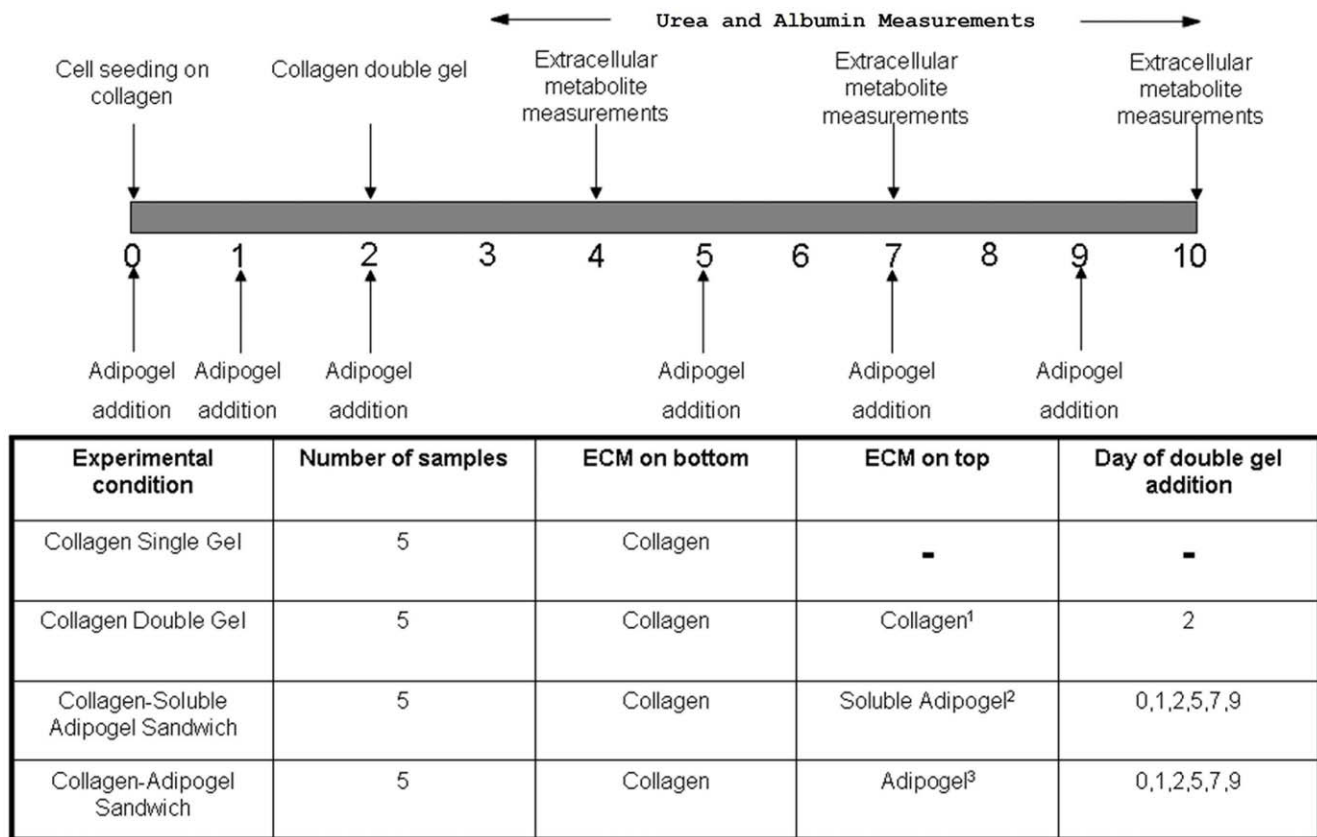 Urea and Albumin Measurements
Cell seeding on
collagen
Collagen double gel
Extracellular
metabolite
measurements
Extracellular
metabolite
measurements
Extracellular
metabolite
measurements
0 1 2 3 4 5 6 7 8 9 10
Adipogel
addition
Adipogel
addition
Adipogel
addition
Adipogel
addition
Adipogel
addition
Adipogel
addition
Experimental
condition
Number of samples
ECM on bottom
ECM on top
Day of double gel
addition
Collagen Single Gel
5
Collagen
-
-
Collagen Double Gel
5
Collagen
Collagen¹
2
Collagen-Soluble
Adipogel Sandwich
5
Collagen
Soluble Adipogel²
0,1,2,5,7,9
Collagen-Adipogel
Sandwich
5
Collagen
Adipogel³
0,1,2,5,7,9